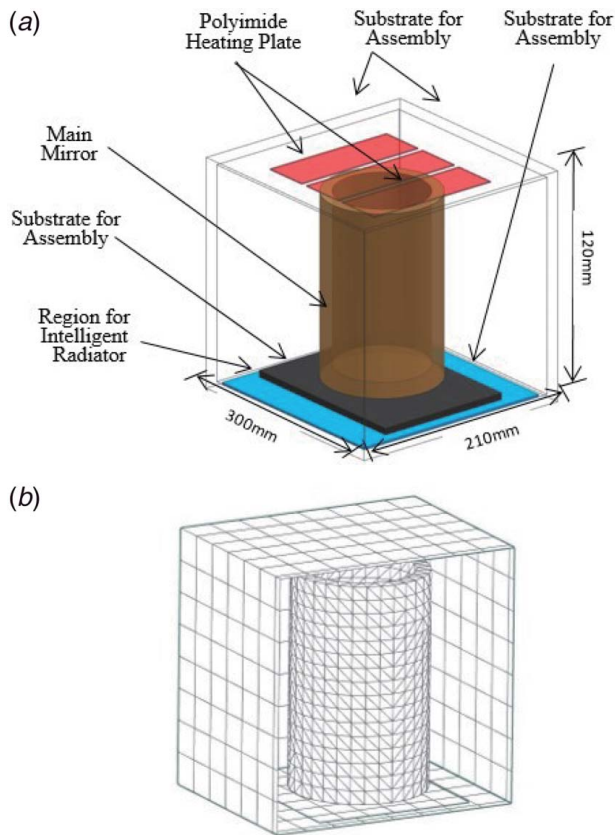 (a)
Polyimide
Heating Plate
Substrate for
Assembly
Substrate for
Assembly
Main
Mirror
Substrate for
Assembly
Region for
Intelligent
Radiator
120mm
300mm
210mm
(b)